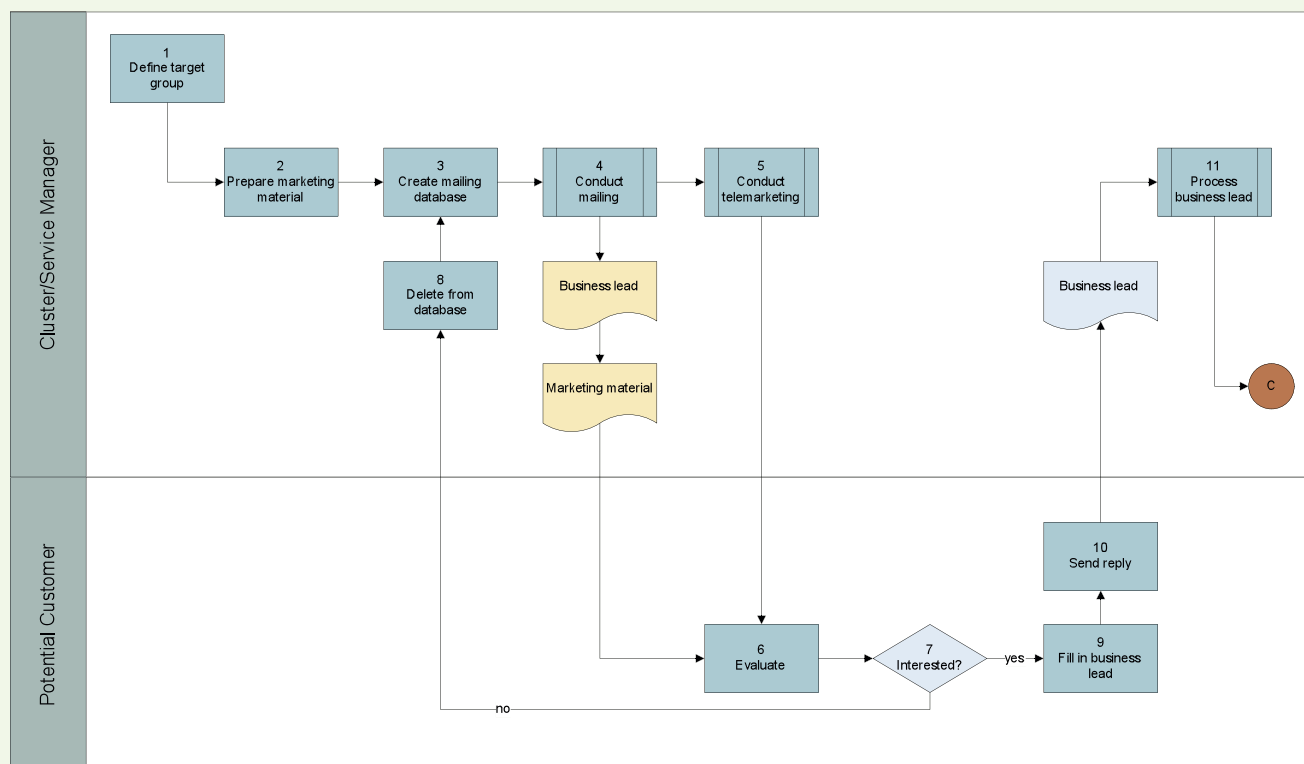 Cluster/Service Manager
1
Define target
group
2
Prepare marketing
material
3
Create mailing
database
4
Conduct
mailing
5
Conduct
telemarketing
11
Process
business lead
8
Delete from
database
Business lead
Business lead
Marketing material
C
Potential Customer
10
Send reply
6
Evaluate
7
Interested?
yes
9
Fill in business
lead
no